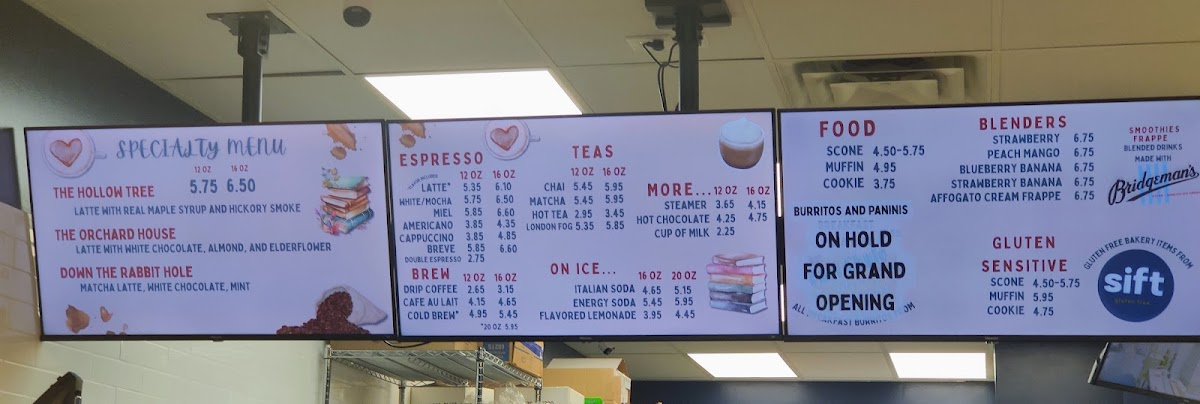 SPECIALTY MENU
12 OZ 16 OZ
THE HOLLOW TREE 5.75 6.50
LATTE WITH REAL MAPLE SYRUP AND HICKORY SMOKE
THE ORCHARD HOUSE
LATTE WITH WHITE CHOCOLATE, ALMOND, AND ELDERFLOWER
DOWN THE RABBIT HOLE
MATCHA LATTE, WHITE CHOCOLATE, MINT
ESPRESSO
12 OZ 16 OZ
LATTE* 5.35 6.10
WHITE/MOCHA 5.75 6.50
MIEL 5.85 6.60
AMERICANO 3.85 4.35
CAPPUCCINO 3.85 4.85
BREVE 5.85 6.60
DOUBLE ESPRESSO 2.75
BREW 12 OZ 16 OZ
DRIP COFFEE 2.65 3.15
CAFE AU LAIT 4.15 4.65
COLD BREW* 4.95 5.45
*20 OZ 5.95
TEAS
12 OZ 16 OZ
CHAI 5.45 5.95
MATCHA 5.45 5.95
HOT TEA 2.95 3.45
LONDON FOG 5.35 5.85
MORE... 12 OZ 16 OZ
STEAMER 3.65 4.15
HOT CHOCOLATE 4.25 4.75
CUP OF MILK 2.25
ON ICE... 16 OZ 20 OZ
ITALIAN SODA 4.65 5.15
ENERGY SODA 5.45 5.95
FLAVORED LEMONADE 3.95 4.45
FOOD
SCONE 4.50-5.75
MUFFIN 4.95
COOKIE 3.75
BURRITOS AND PANINIS
ON HOLD
FOR GRAND
OPENING
BLENDERS
STRAWBERRY 6.75
PEACH MANGO 6.75
BLUEBERRY BANANA 6.75
STRAWBERRY BANANA 6.75
AFFOGATO CREAM FRAPPE 6.75
SMOOTHIES
FRAPPE
BLENDED DRINKS
MADE WITH
Bridgeman's
GLUTEN
SENSITIVE
SCONE 4.50-5.75
MUFFIN 5.95
COOKIE 4.75
GLUTEN FREE BAKERY ITEMS FROM
sift
gluten free